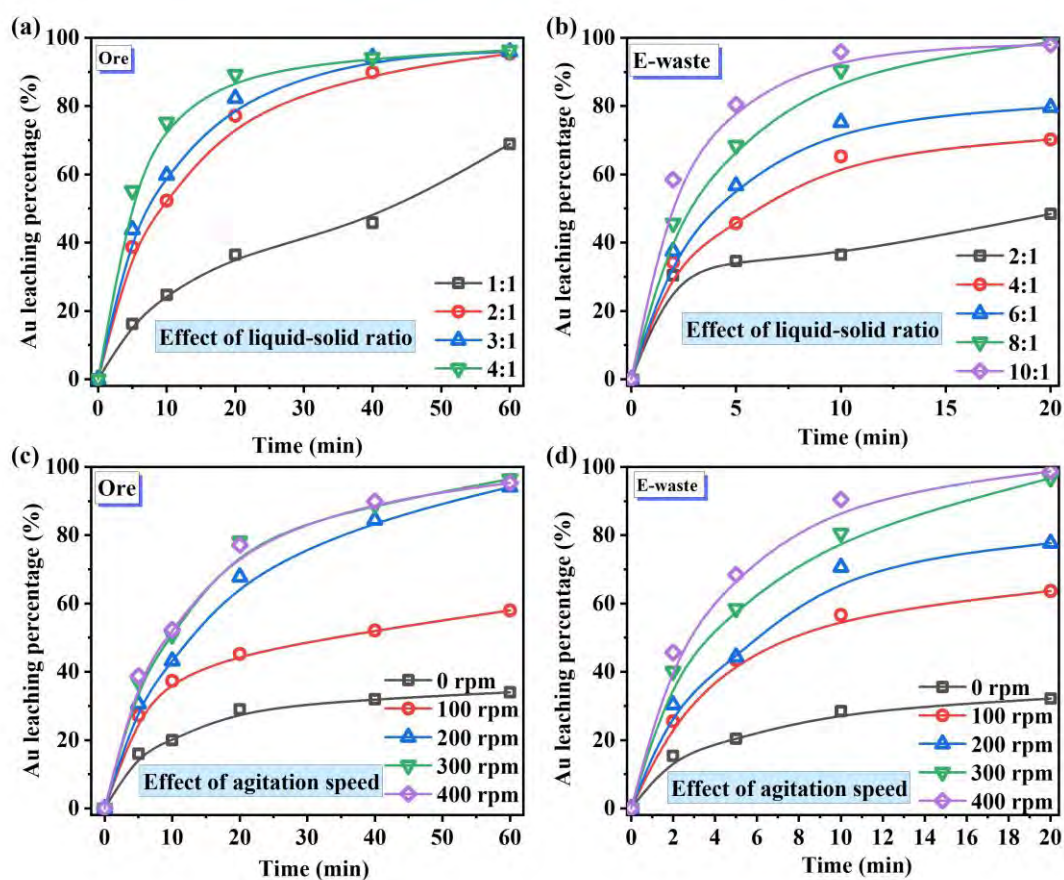 (a)
Ore
Au leaching percentage (%)
100
80
60
40
20
0
1:1
2:1
3:1
4:1
Effect of liquid-solid ratio
0 10 20 30 40 50 60
Time (min)
(b)
E-waste
Au leaching percentage (%)
100
80
60
40
20
0
2:1
4:1
6:1
8:1
10:1
Effect of liquid-solid ratio
0 5 10 15 20
Time (min)
(c)
Ore
Au leaching percentage (%)
100
80
60
40
20
0
0 rpm
100 rpm
200 rpm
300 rpm
400 rpm
Effect of agitation speed
0 10 20 30 40 50 60
Time (min)
(d)
E-waste
Au leaching percentage (%)
100
80
60
40
20
0
0 rpm
100 rpm
200 rpm
300 rpm
400 rpm
Effect of agitation speed
0 2 4 6 8 10 12 14 16 18 20
Time (min)